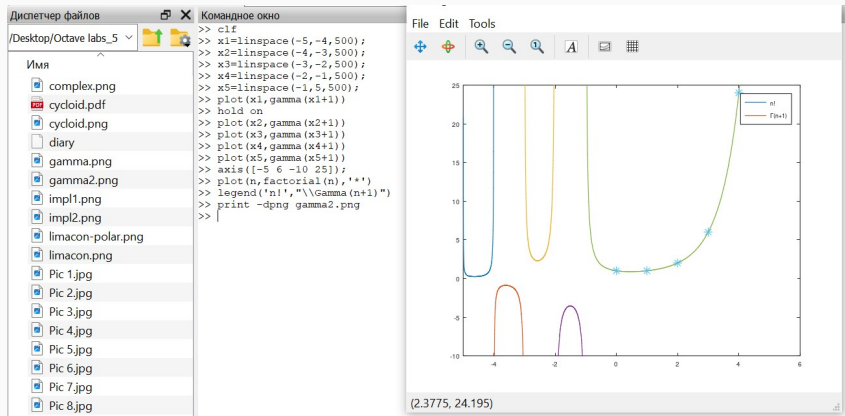 Диспетчер файлов
/Desktop/Octave labs_5
Имя
complex.png
cycloid.pdf
cycloid.png
diary
gamma.png
gamma2.png
impl1.png
impl2.png
limacon-polar.png
limacon.png
Pic 1.jpg
Pic 2.jpg
Pic 3.jpg
Pic 4.jpg
Pic 5.jpg
Pic 6.jpg
Pic 7.jpg
Pic 8.jpg
Командное окно
>> clf
>> x1=linspace(-5,-4,500);
>> x2=linspace(-4,-3,500);
>> x3=linspace(-3,-2,500);
>> x4=linspace(-2,-1,500);
>> x5=linspace(-1,5,500);
>> plot(x1,gamma(x1+1))
>> hold on
>> plot(x2,gamma(x2+1))
>> plot(x3,gamma(x3+1))
>> plot(x4,gamma(x4+1))
>> plot(x5,gamma(x5+1))
>> axis([-5 6 -10 25]);
>> plot(n,factorial(n),'*')
>> legend('n!',"\\Gamma(n+1)")
>> print -dpng gamma2.png
>>
File Edit Tools
A
25
20
15
10
5
0
-5
-10
-4 -2 0 2 4 6
n!
Γ(n+1)
(2.3775, 24.195)